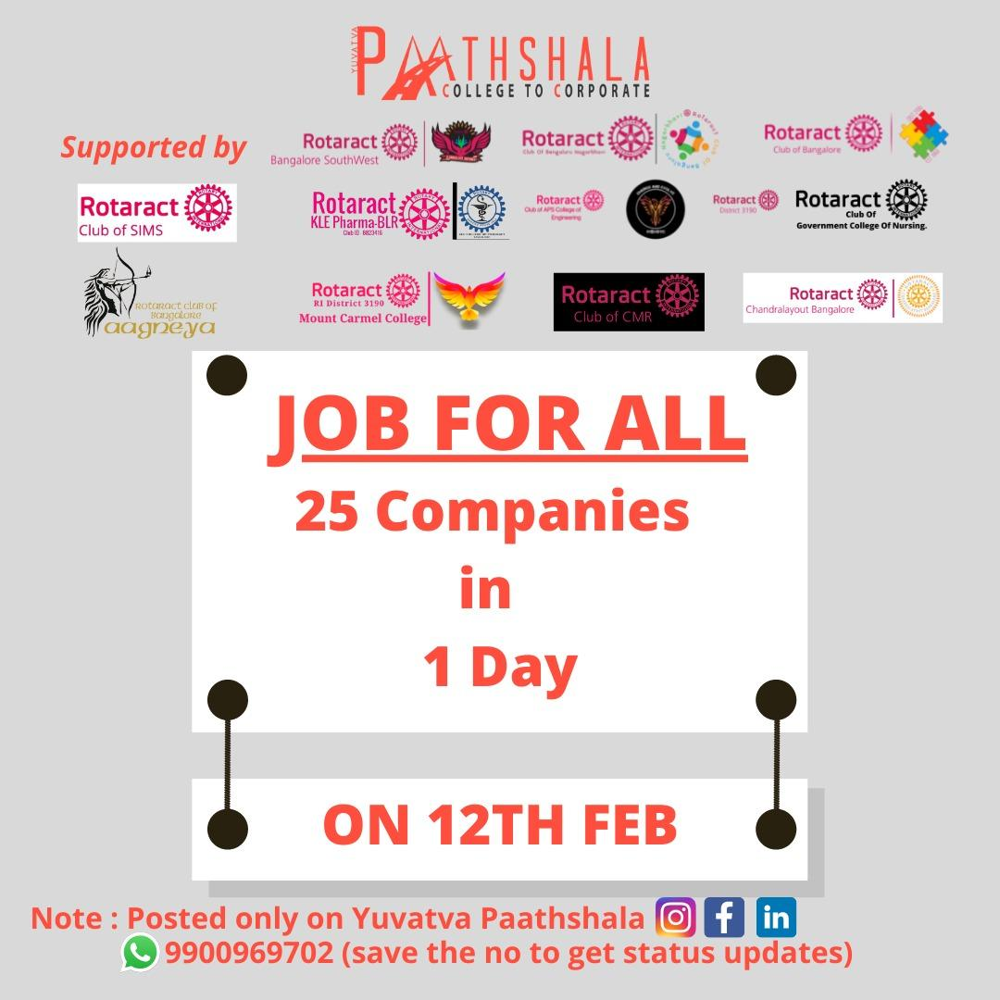 YUVATVA
PAATHSHALA
COLLEGE TO CORPORATE
Supported by
Rotaract
Bangalore SouthWest
Rotaract
Club Of Bengaluru Nagarbhavi
Rotaract
Club of Bangalore
Rotaract
Club of SIMS
Rotaract
KLE Pharma-BLR
Club ID - 8823416
Rotaract
Club of APS College of
Engineering
Rotaract
District 3190
Rotaract
Club Of
Government College Of Nursing.
ROTARACT CLUB OF
BANGALORE
aagneya
Rotaract
RI District 3190
Mount Carmel College
Rotaract
Club of CMR
Rotaract
Chandralayout Bangalore
JOB FOR ALL
25 Companies
in
1 Day
ON 12TH FEB
Note : Posted only on Yuvatva Paathshala
9900969702 (save the no to get status updates)